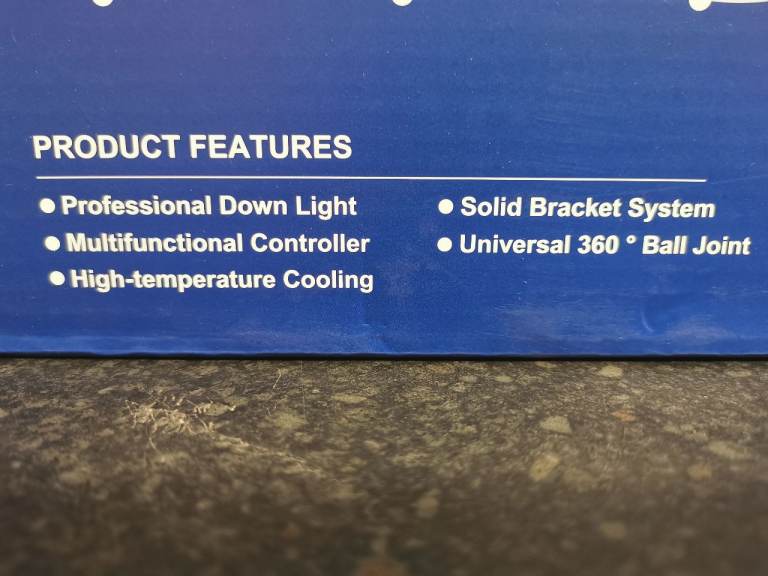 PRODUCT FEATURES
● Professional Down Light
● Multifunctional Controller
● High-temperature Cooling
● Solid Bracket System
● Universal 360 ° Ball Joint